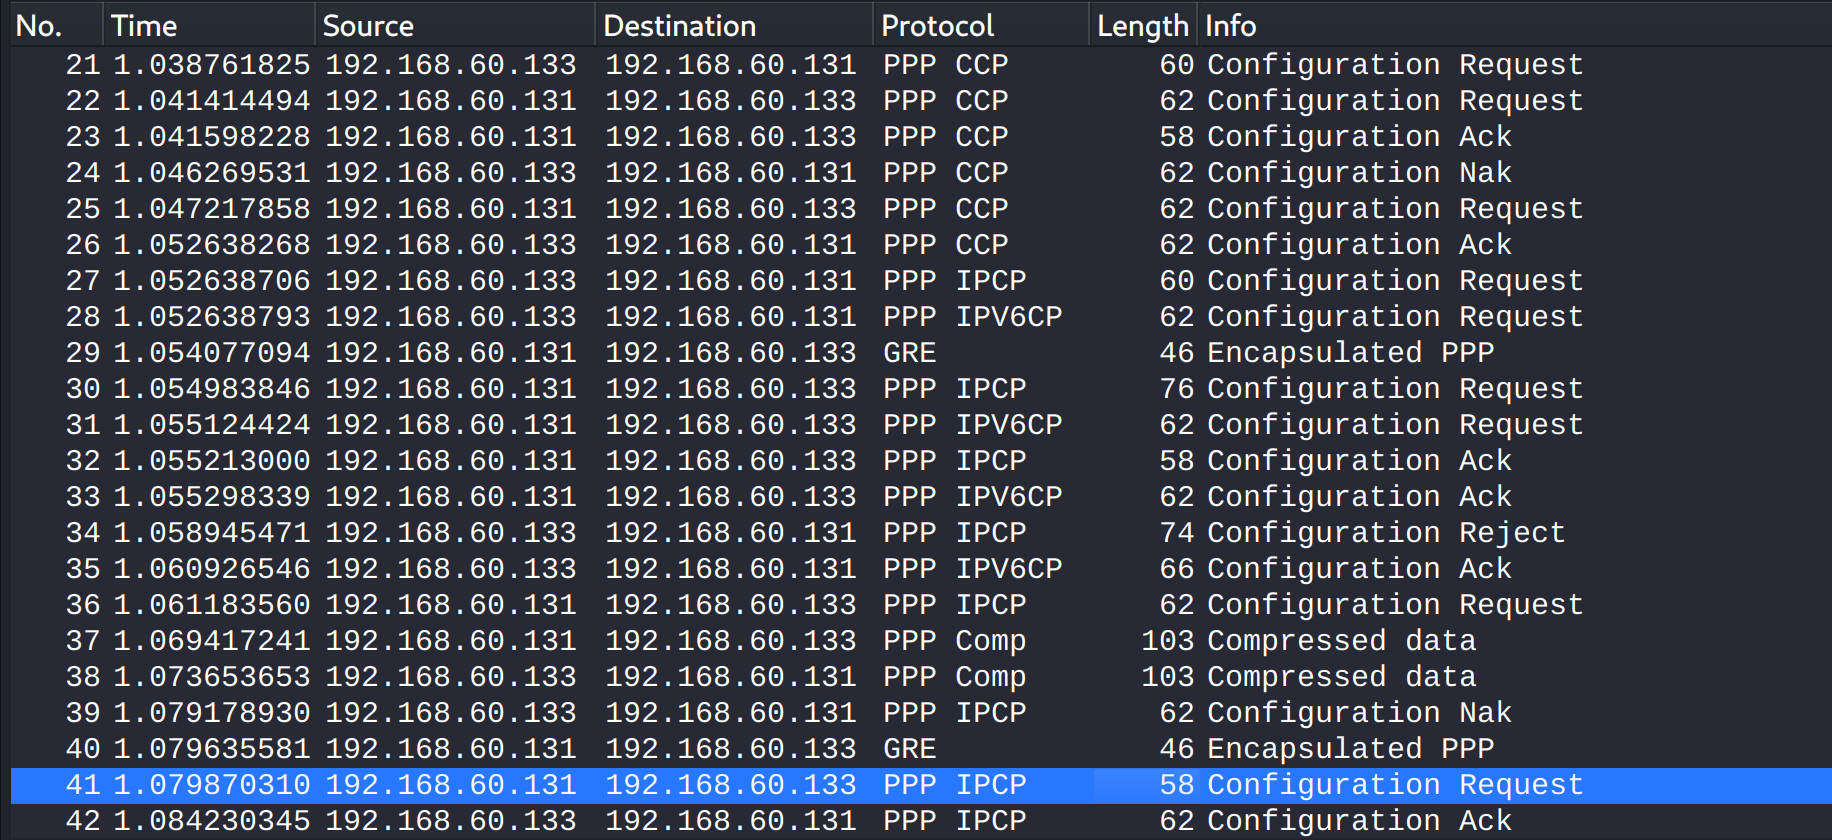 No. Time Source Destination Protocol Length Info
21 1.038761825 192.168.60.133 192.168.60.131 PPP CCP 60 Configuration Request
22 1.041414494 192.168.60.131 192.168.60.133 PPP CCP 62 Configuration Request
23 1.041598228 192.168.60.131 192.168.60.133 PPP CCP 58 Configuration Ack
24 1.046269531 192.168.60.133 192.168.60.131 PPP CCP 62 Configuration Nak
25 1.047217858 192.168.60.131 192.168.60.133 PPP CCP 62 Configuration Request
26 1.052638268 192.168.60.133 192.168.60.131 PPP CCP 62 Configuration Ack
27 1.052638706 192.168.60.133 192.168.60.131 PPP IPCP 60 Configuration Request
28 1.052638793 192.168.60.133 192.168.60.131 PPP IPV6CP 62 Configuration Request
29 1.054077094 192.168.60.131 192.168.60.133 GRE 46 Encapsulated PPP
30 1.054983846 192.168.60.131 192.168.60.133 PPP IPCP 76 Configuration Request
31 1.055124424 192.168.60.131 192.168.60.133 PPP IPV6CP 62 Configuration Request
32 1.055213000 192.168.60.131 192.168.60.133 PPP IPCP 58 Configuration Ack
33 1.055298339 192.168.60.131 192.168.60.133 PPP IPV6CP 62 Configuration Ack
34 1.058945471 192.168.60.133 192.168.60.131 PPP IPCP 74 Configuration Reject
35 1.060926546 192.168.60.133 192.168.60.131 PPP IPV6CP 66 Configuration Ack
36 1.061183560 192.168.60.131 192.168.60.133 PPP IPCP 62 Configuration Request
37 1.069417241 192.168.60.131 192.168.60.133 PPP Comp 103 Compressed data
38 1.073653653 192.168.60.133 192.168.60.131 PPP Comp 103 Compressed data
39 1.079178930 192.168.60.133 192.168.60.131 PPP IPCP 62 Configuration Nak
40 1.079635581 192.168.60.131 192.168.60.133 GRE 46 Encapsulated PPP
41 1.079870310 192.168.60.131 192.168.60.133 PPP IPCP 58 Configuration Request
42 1.084230345 192.168.60.133 192.168.60.131 PPP IPCP 62 Configuration Ack